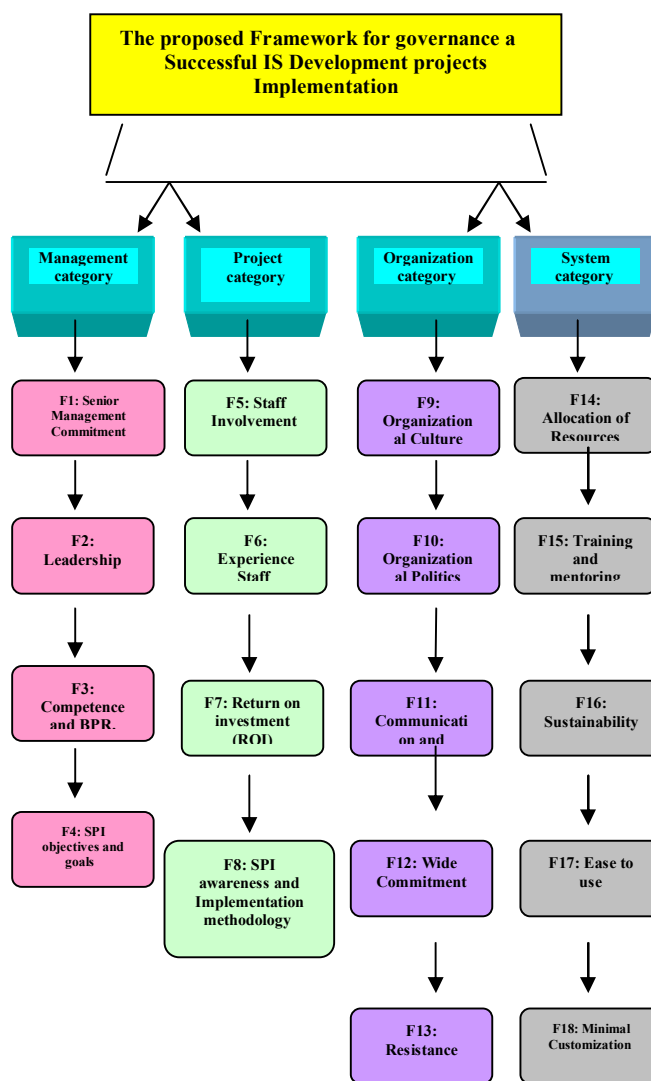 The proposed Framework for governance a
Successful IS Development projects
Implementation
Management
category
Project
category
Organization
category
System
category
F1: Senior
Management
Commitment
F2:
Leadership
F3:
Competence
and BPR.
F4: SPI
objectives and
goals
F5: Staff
Involvement
F6:
Experience
Staff
F7: Return on
investment
(ROI)
F8: SPI
awareness and
Implementation
methodology
F9:
Organization
al Culture
F10:
Organization
al Politics
F11:
Communicati
on and
F12: Wide
Commitment
F13:
Resistance
F14:
Allocation of
Resources
F15: Training
and
mentoring
F16:
Sustainability
F17: Ease to
use
F18: Minimal
Customization